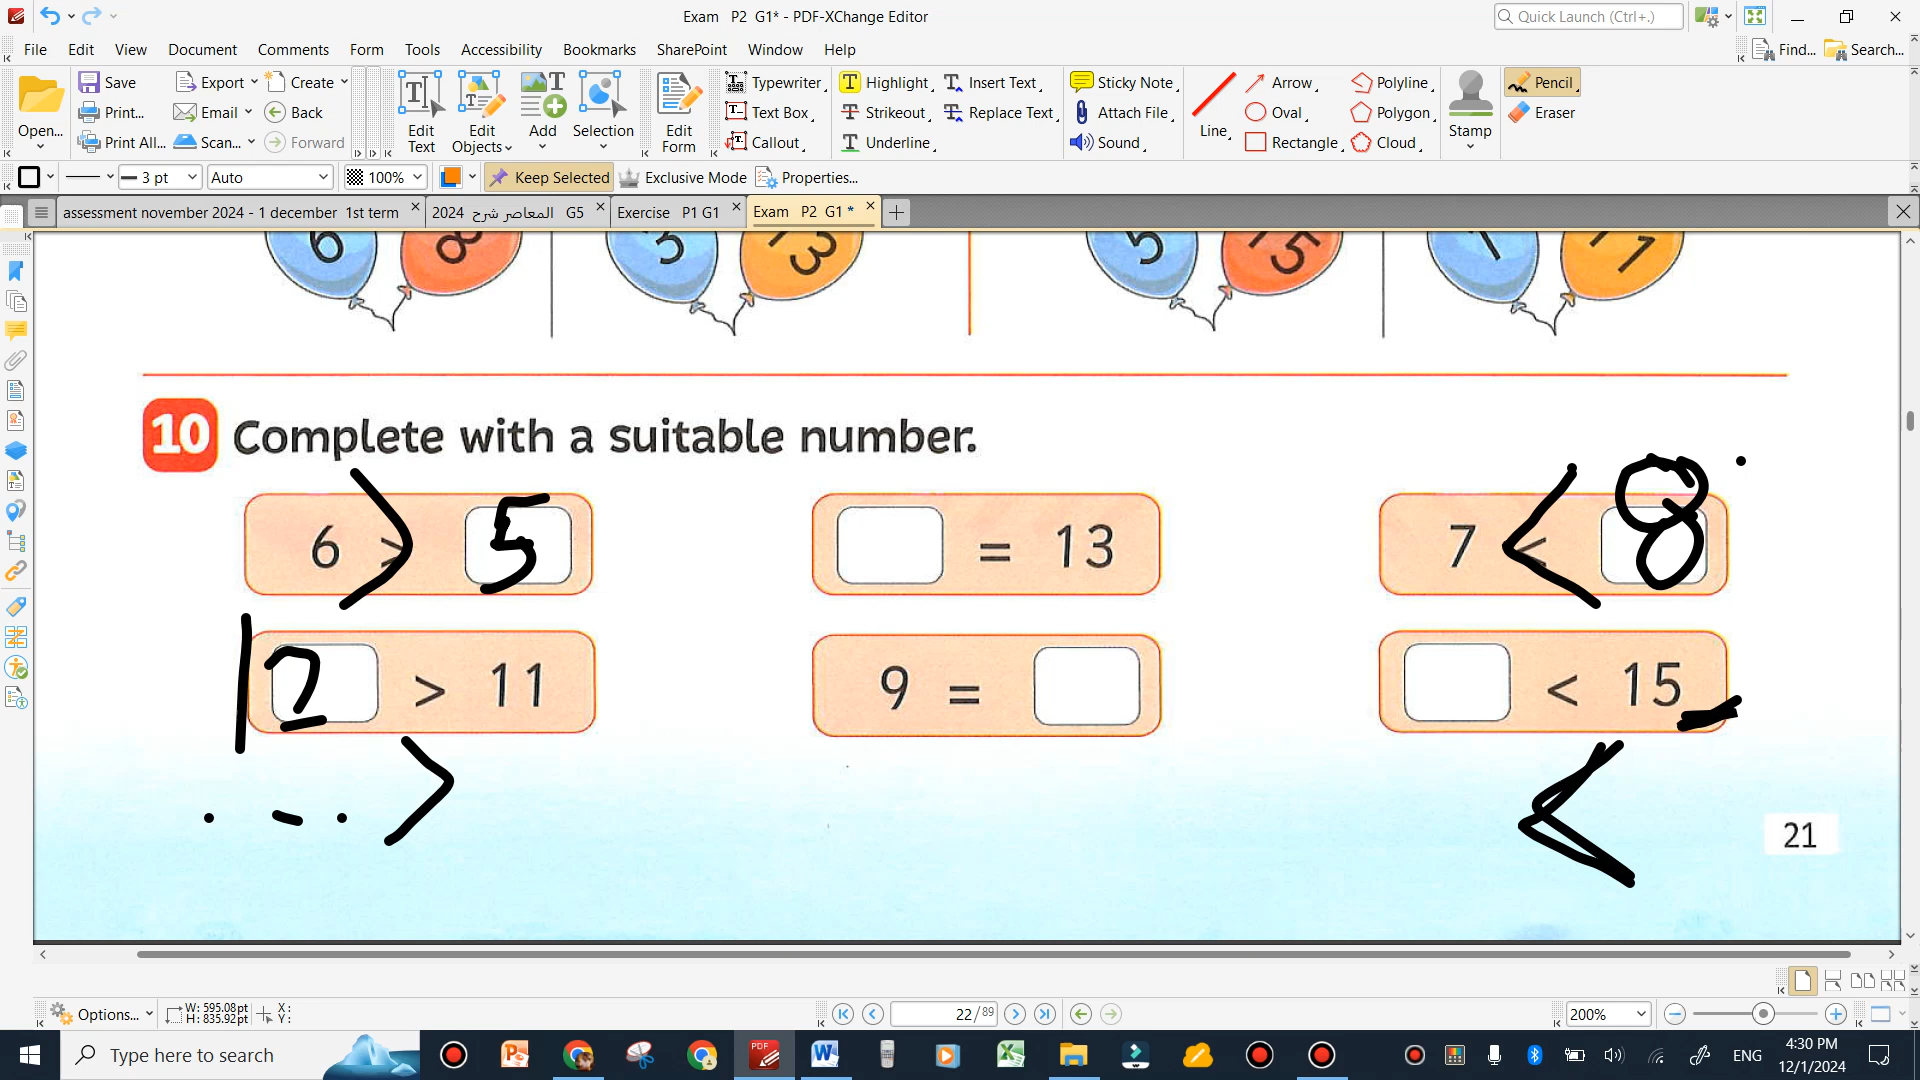 Exam P2 G1* - PDF-XChange Editor
Quick Launch (Ctrl+.)
File Edit View Document Comments Form Tools Accessibility Bookmarks SharePoint Window Help
Find... Search...
Open...
Save Export Create
Print... Email Back
Print All... Scan... Forward
Edit Text
Edit Objects
Add
Selection
Edit Form
Typewriter Highlight Insert Text
Text Box Strikeout Replace Text
Callout Underline
Sticky Note
Attach File
Sound
Line
Arrow Polyline
Oval Polygon
Rectangle Cloud
Stamp
Pencil
Eraser
3 pt Auto 100% Keep Selected Exclusive Mode Properties...
assessment november 2024 - 1 december 1st term
2024 المعاصر شرح G5
Exercise P1 G1
Exam P2 G1 *
6 8 13 5 15
10 Complete with a suitable number.
6 > 5
= 13
7 < 8
12 > 11
9 =
< 15
>
<
21
Options... W: 595.08pt H: 835.92pt X: Y:
22 / 89
200%
Type here to search
ENG
4:30 PM
12/1/2024